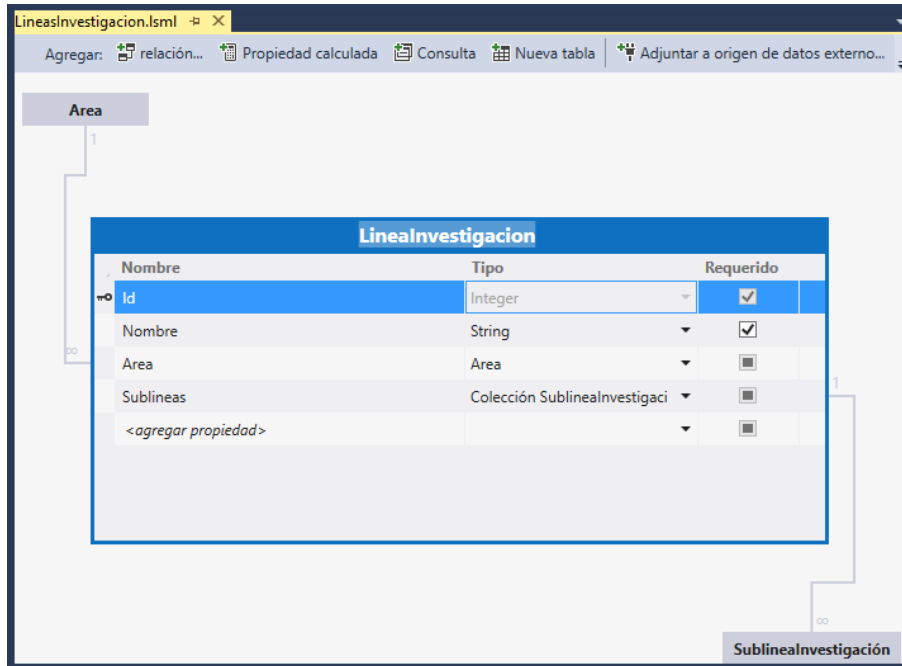 LineasInvestigacion.lsml
Agregar: relación... Propiedad calculada Consulta Nueva tabla Adjuntar a origen de datos externo...
Area
1
LineaInvestigacion
Nombre Tipo Requerido
Id Integer
Nombre String
∞
Area Area
1
Sublineas Colección SublineaInvestigaci
<agregar propiedad>
∞
SublineaInvestigación